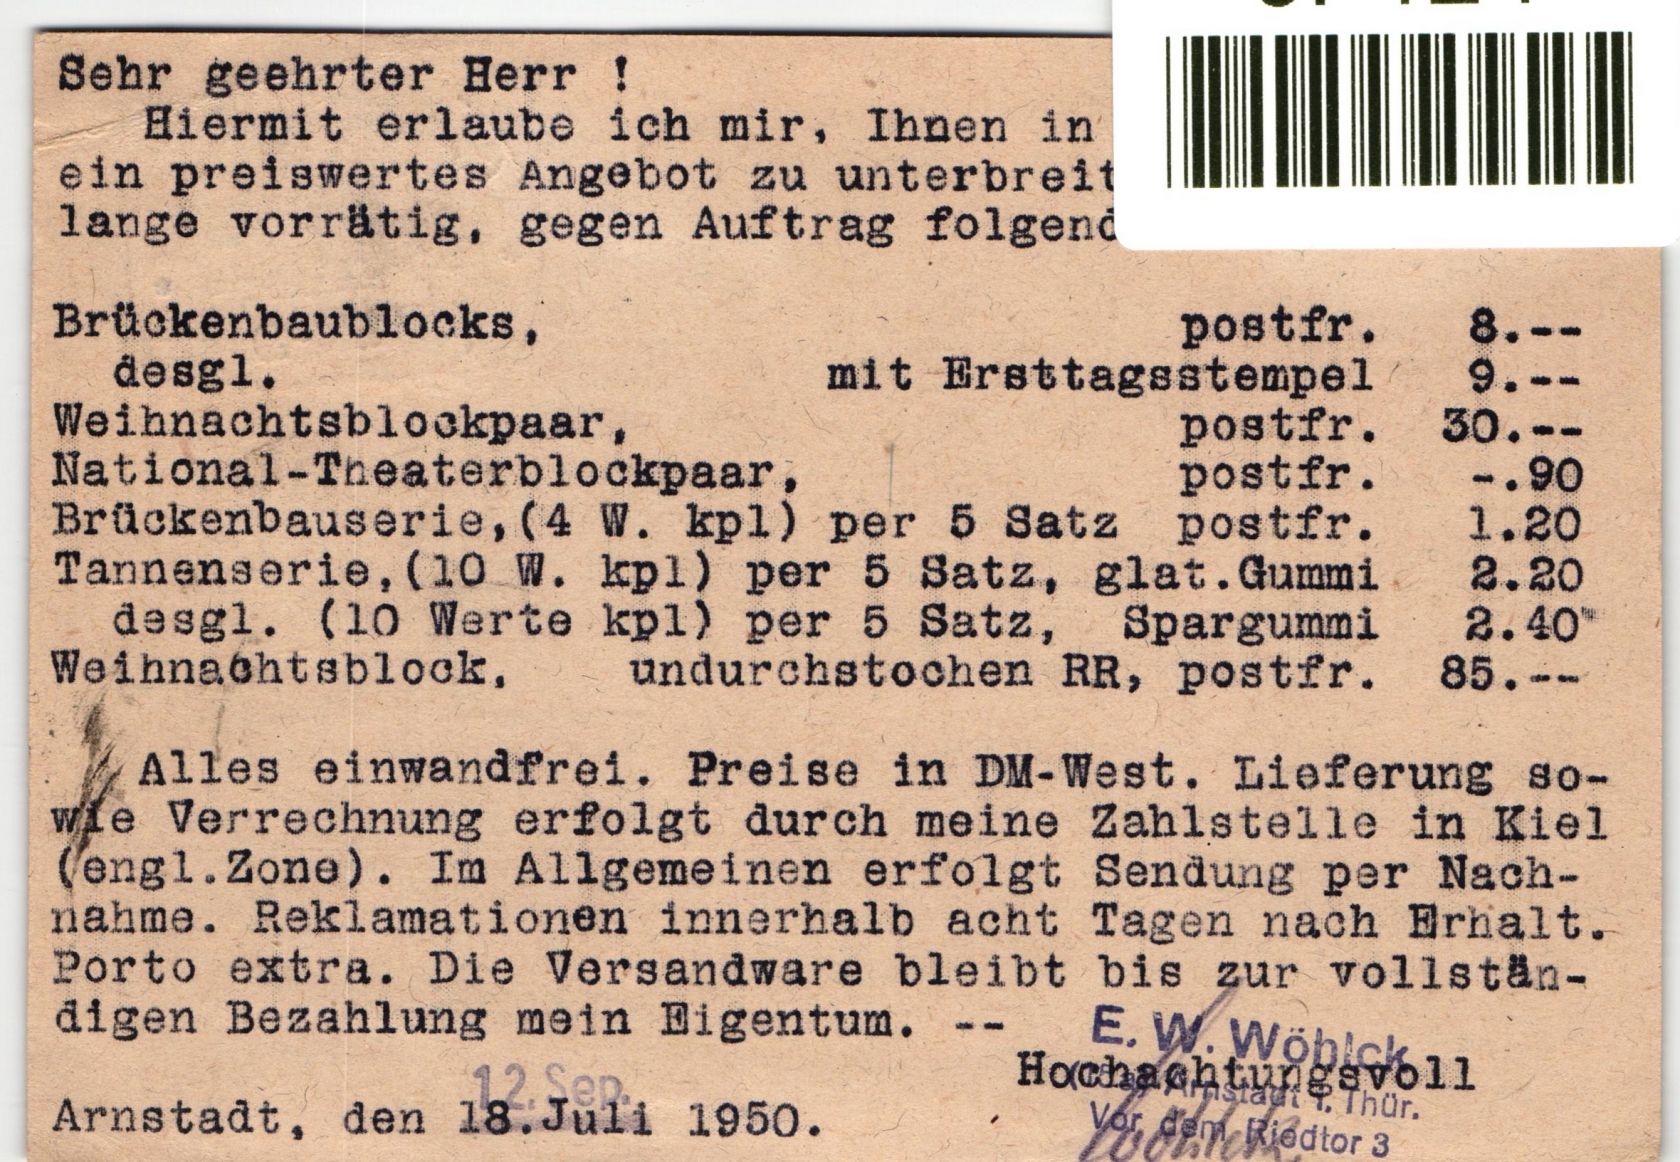 Sehr geehrter Herr !
Hiermit erlaube ich mir, Ihnen in
ein preiswertes Angebot zu unterbreit
lange vorrätig, gegen Auftrag folgend
Brückenbaublocks, postfr. 8.--
desgl. mit Ersttagsstempel 9.--
Weihnachtsblockpaar, postfr. 30.--
National-Theaterblockpaar, postfr. -.90
Brückenbauserie,(4 W. kpl) per 5 Satz postfr. 1.20
Tannenserie,(10 W. kpl) per 5 Satz, glat.Gummi 2.20
desgl. (10 Werte kpl) per 5 Satz, Spargummi 2.40
Weihnachtsblock, undurchstochen RR, postfr. 85.--
Alles einwandfrei. Preise in DM-West. Lieferung so-
wie Verrechnung erfolgt durch meine Zahlstelle in Kiel
(engl.Zone). Im Allgemeinen erfolgt Sendung per Nach-
nahme. Reklamationen innerhalb acht Tagen nach Erhalt.
Porto extra. Die Versandware bleibt bis zur vollstän-
digen Bezahlung mein Eigentum. --
E. W. Wöhlck
Hochachtungsvoll
Arnstadt i. Thür.
Vor dem Riedtor 3
12. Sep.
Arnstadt, den 18.Juli 1950.